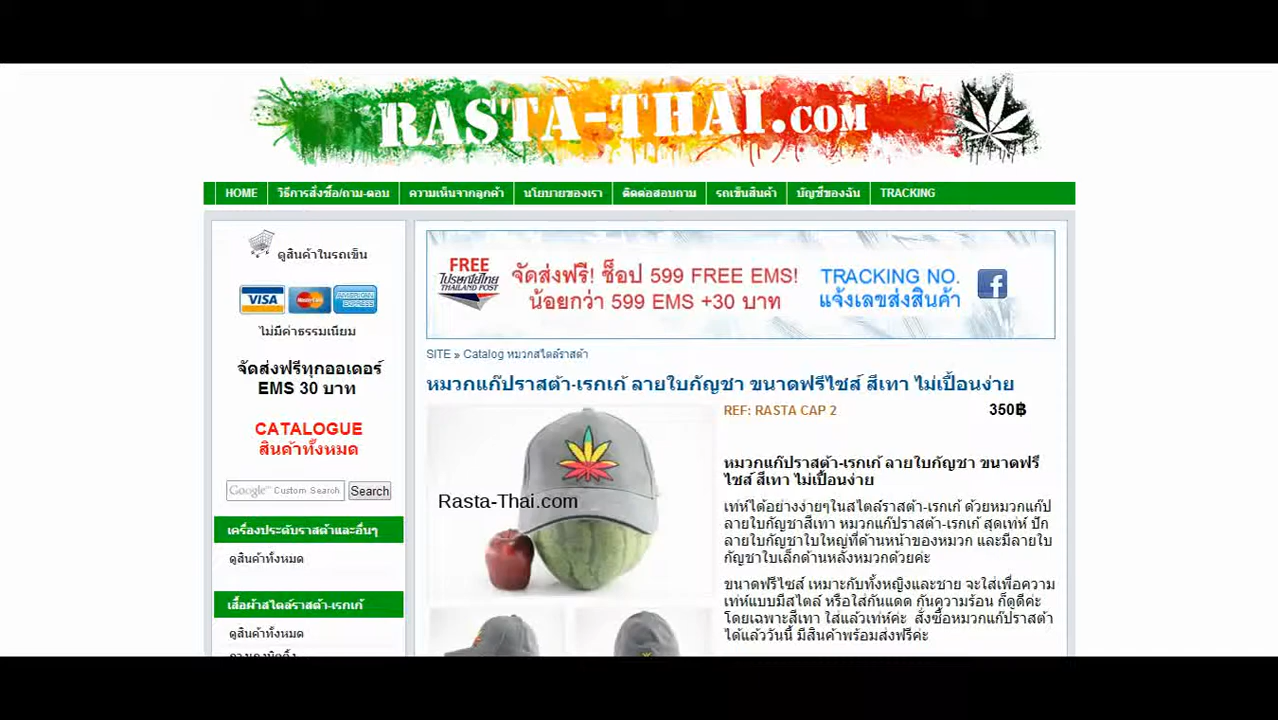 RASTA-THAI.COM
HOME
วิธีการสั่งซื้อ/ถาม-ตอบ
ความเห็นจากลูกค้า
นโยบายของเรา
ติดต่อสอบถาม
รถเข็นสินค้า
บัญชีของฉัน
TRACKING
ดูสินค้าในรถเข็น
VISA
MasterCard
AMERICAN EXPRESS
ไม่มีค่าธรรมเนียม
จัดส่งฟรีทุกออเดอร์
EMS 30 บาท
CATALOGUE
สินค้าทั้งหมด
Google™ Custom Search
Search
เครื่องประดับราสต้าและอื่นๆ
ดูสินค้าทั้งหมด
เสื้อผ้าสไตล์ราสต้า-เรกเก้
ดูสินค้าทั้งหมด
FREE
ไปรษณีย์ไทย
THAILAND POST
จัดส่งฟรี! ช็อป 599 FREE EMS!
น้อยกว่า 599 EMS +30 บาท
TRACKING NO.
แจ้งเลขส่งสินค้า
f
SITE » Catalog หมวกสไตล์ราสต้า
หมวกแก๊ปราสต้า-เรกเก้ ลายใบกัญชา ขนาดฟรีไซส์ สีเทา ไม่เปื้อนง่าย
Rasta-Thai.com
REF: RASTA CAP 2
350฿
หมวกแก๊ปราสต้า-เรกเก้ ลายใบกัญชา ขนาดฟรี
ไซส์ สีเทา ไม่เปื้อนง่าย
เท่ห์ได้อย่างง่ายๆในสไตล์ราสต้า-เรกเก้ ด้วยหมวกแก๊ป
ลายใบกัญชาสีเทา หมวกแก๊ปราสต้า-เรกเก้ สุดเท่ห์ ปัก
ลายใบกัญชาใบใหญ่ที่ด้านหน้าของหมวก และมีลายใบ
กัญชาใบเล็กด้านหลังหมวกด้วยค่ะ
ขนาดฟรีไซส์ เหมาะกับทั้งหญิงและชาย จะใส่เพื่อความ
เท่ห์แบบมีสไตล์ หรือใส่กันแดด กันความร้อน ก็ดูดีค่ะ
โดยเฉพาะสีเทา ใส่แล้วเท่ห์ค่ะ สั่งซื้อหมวกแก๊ปราสต้า
ได้แล้ววันนี้ มีสินค้าพร้อมส่งฟรีค่ะ